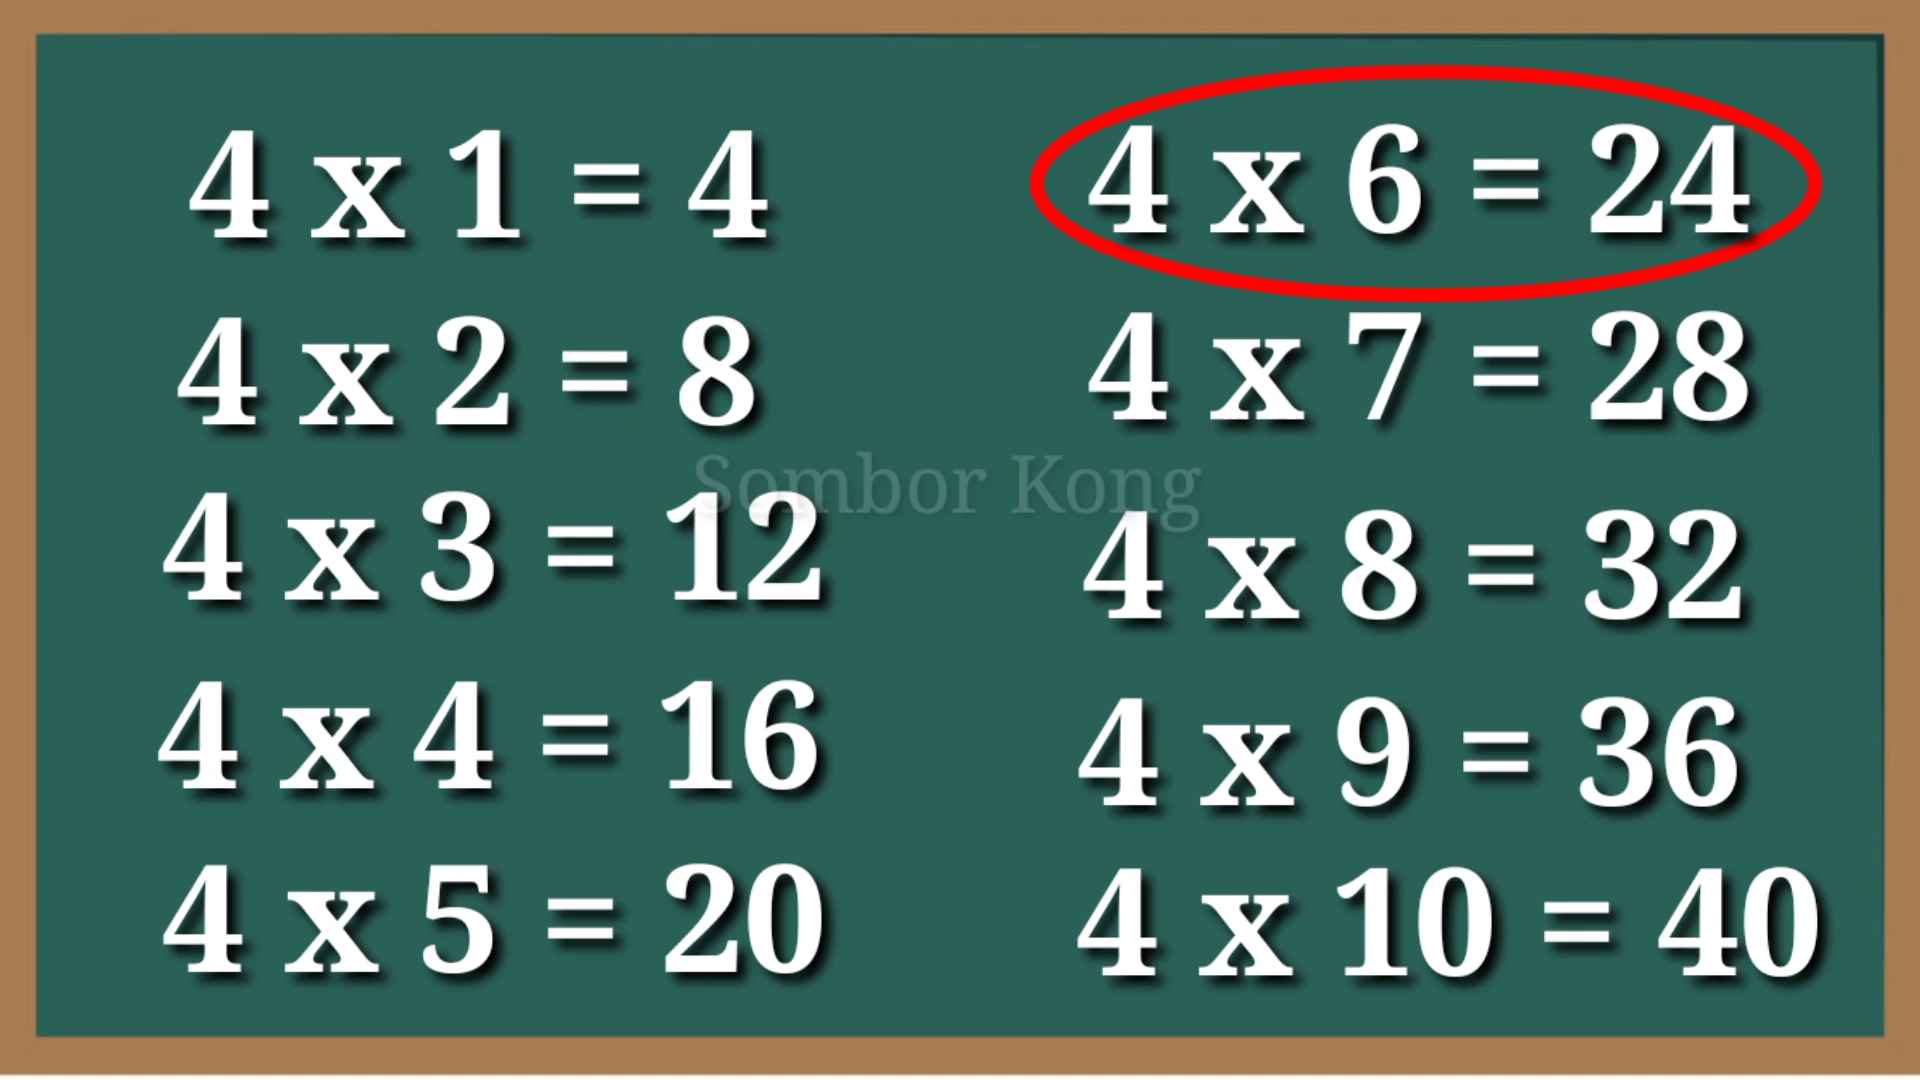 4 x 1 = 4
4 x 2 = 8
4 x 3 = 12
4 x 4 = 16
4 x 5 = 20
4 x 6 = 24
4 x 7 = 28
4 x 8 = 32
4 x 9 = 36
4 x 10 = 40
Sombor Kong